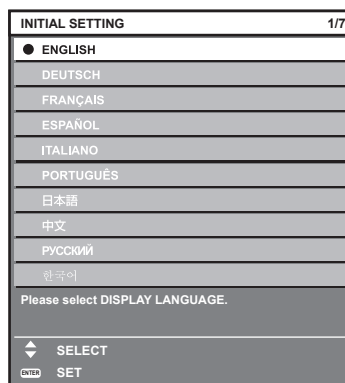 INITIAL SETTING 1/7
ENGLISH
DEUTSCH
FRANÇAIS
ESPAÑOL
ITALIANO
PORTUGUÊS
日本語
中文
РУССКИЙ
한국어
Please select DISPLAY LANGUAGE.
SELECT
ENTER SET